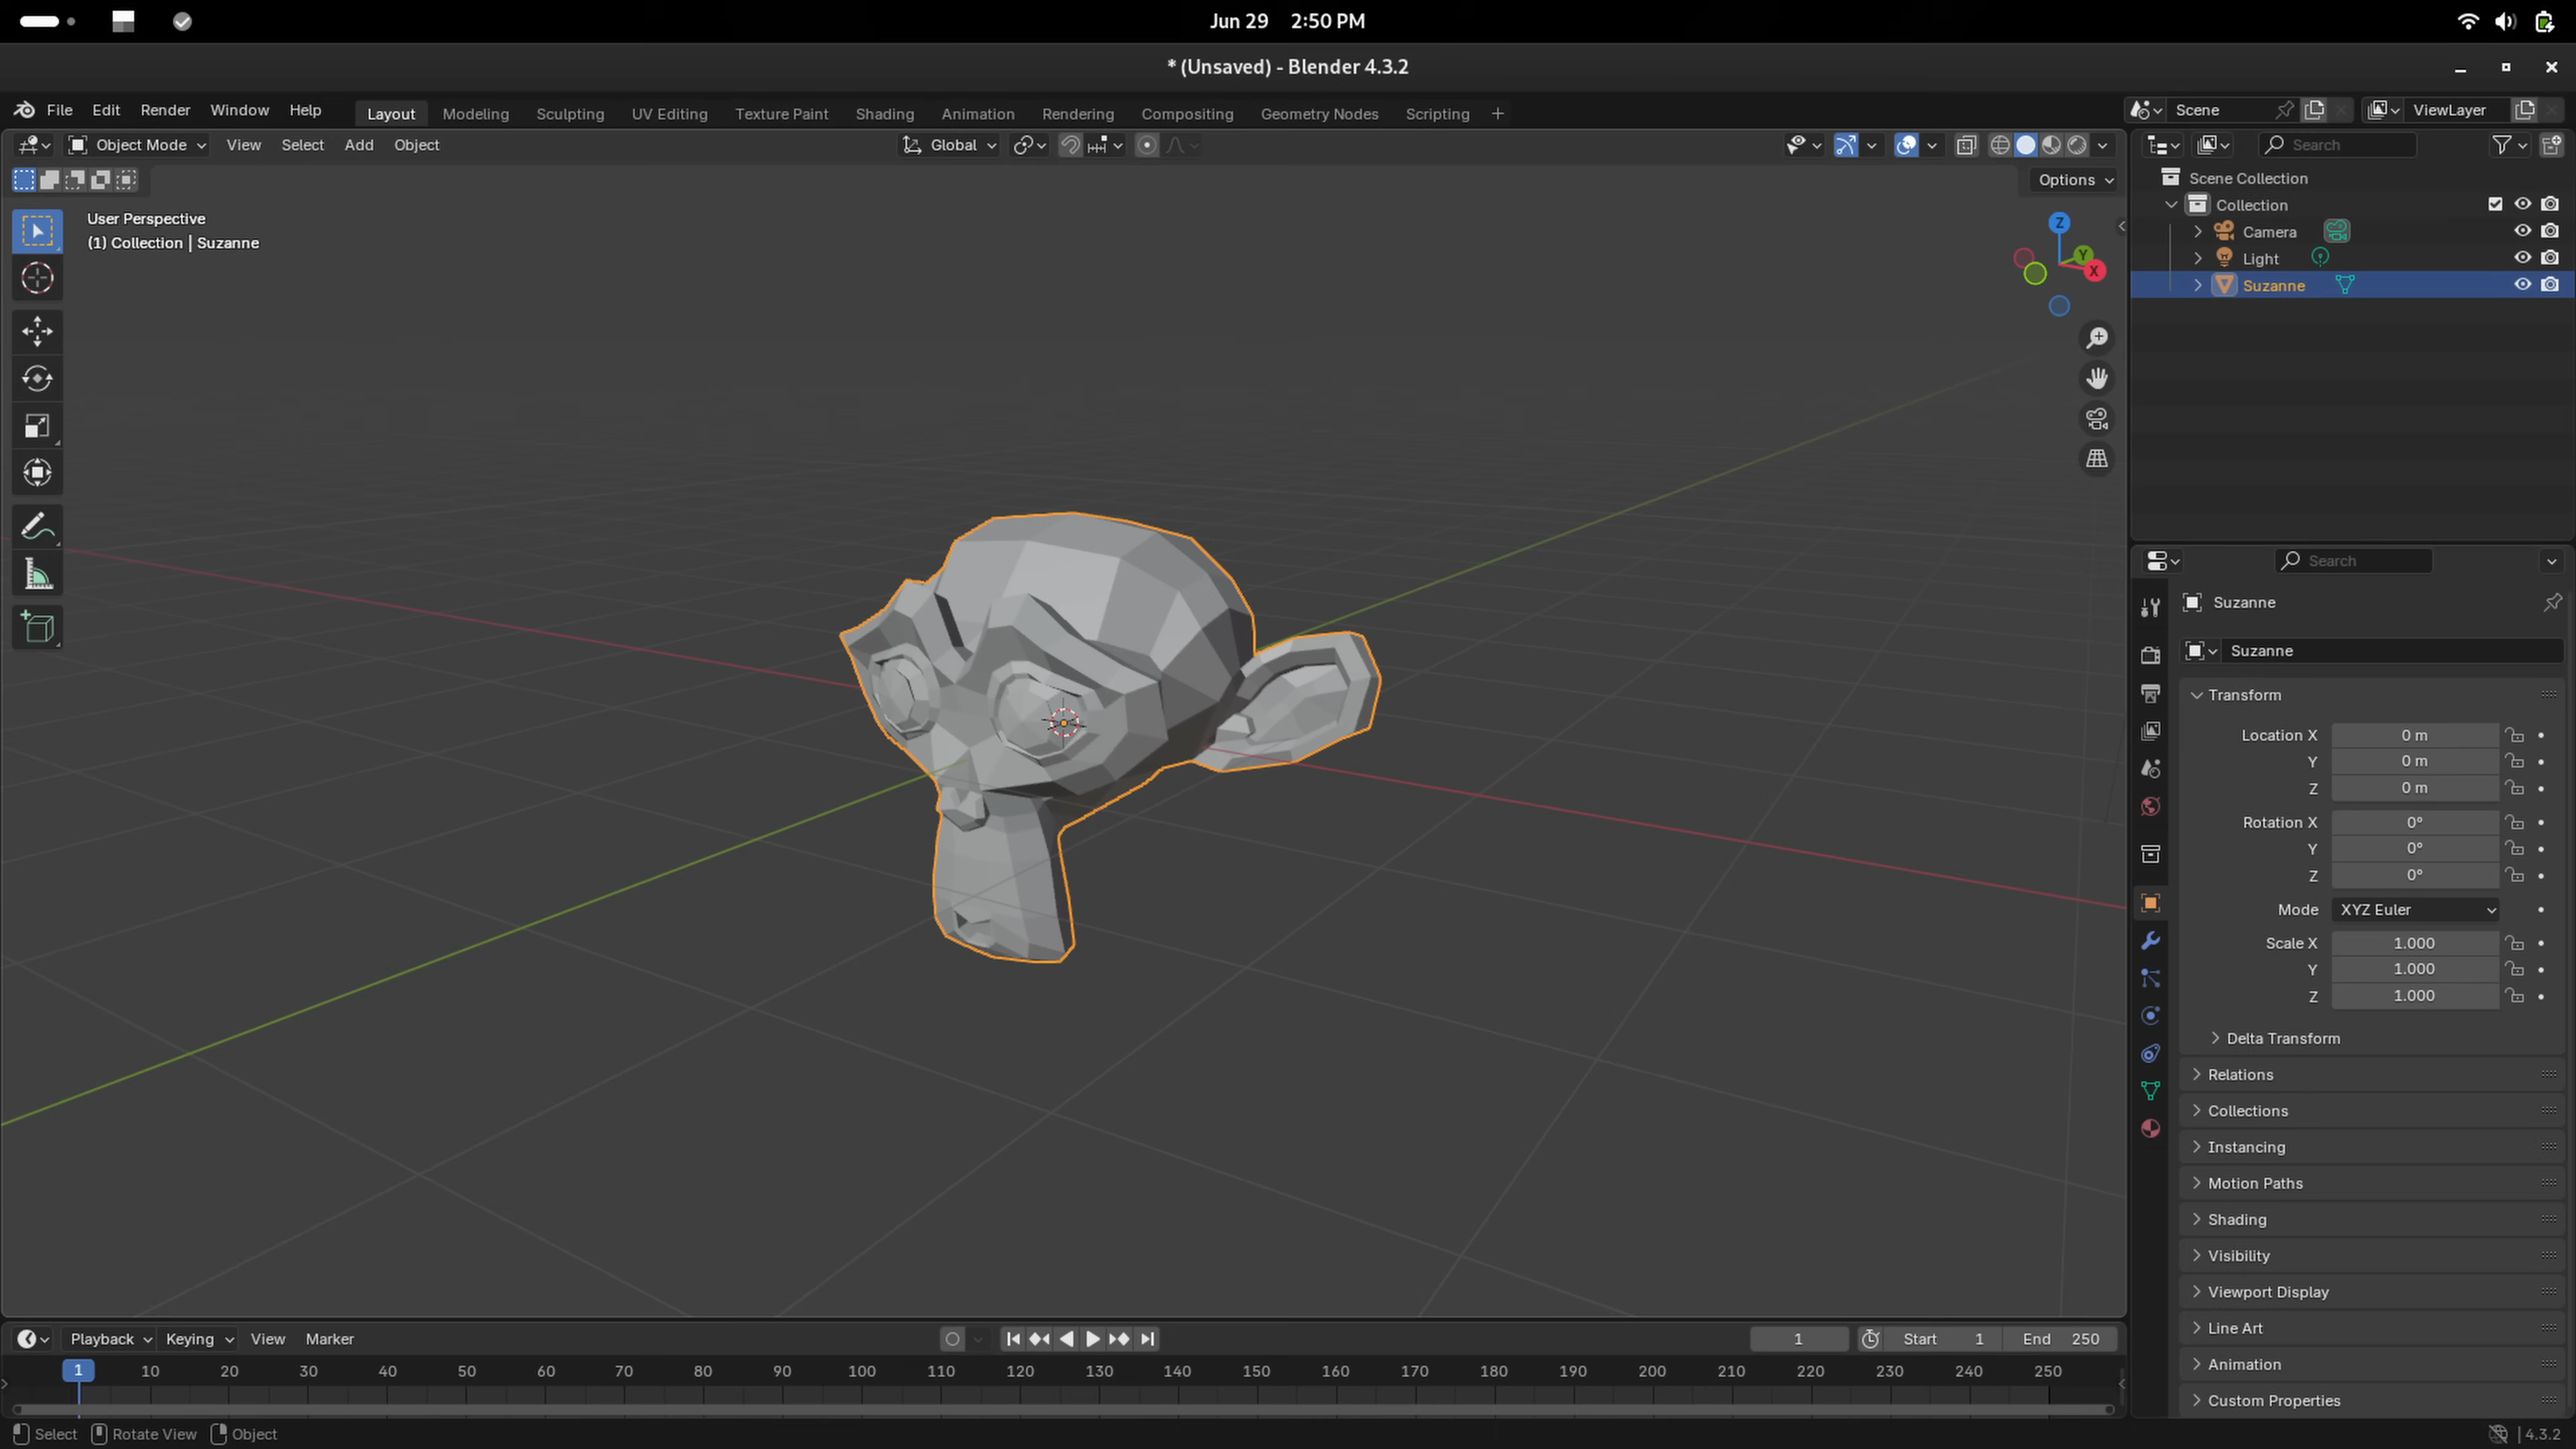 Jun 29 2:50 PM
* (Unsaved) - Blender 4.3.2
File Edit Render Window Help Layout Modeling Sculpting UV Editing Texture Paint Shading Animation Rendering Compositing Geometry Nodes Scripting + Scene ViewLayer
Object Mode View Select Add Object Global Search
Options
User Perspective
(1) Collection | Suzanne
Z
Y
X
Scene Collection
Collection
Camera
Light
Suzanne
Search
Suzanne
Suzanne
Transform
Location X 0 m
Y 0 m
Z 0 m
Rotation X 0°
Y 0°
Z 0°
Mode XYZ Euler
Scale X 1.000
Y 1.000
Z 1.000
Delta Transform
Relations
Collections
Instancing
Motion Paths
Shading
Visibility
Viewport Display
Line Art
Animation
Custom Properties
Playback Keying View Marker 1 Start 1 End 250
1 10 20 30 40 50 60 70 80 90 100 110 120 130 140 150 160 170 180 190 200 210 220 230 240 250
Select Rotate View Object 4.3.2